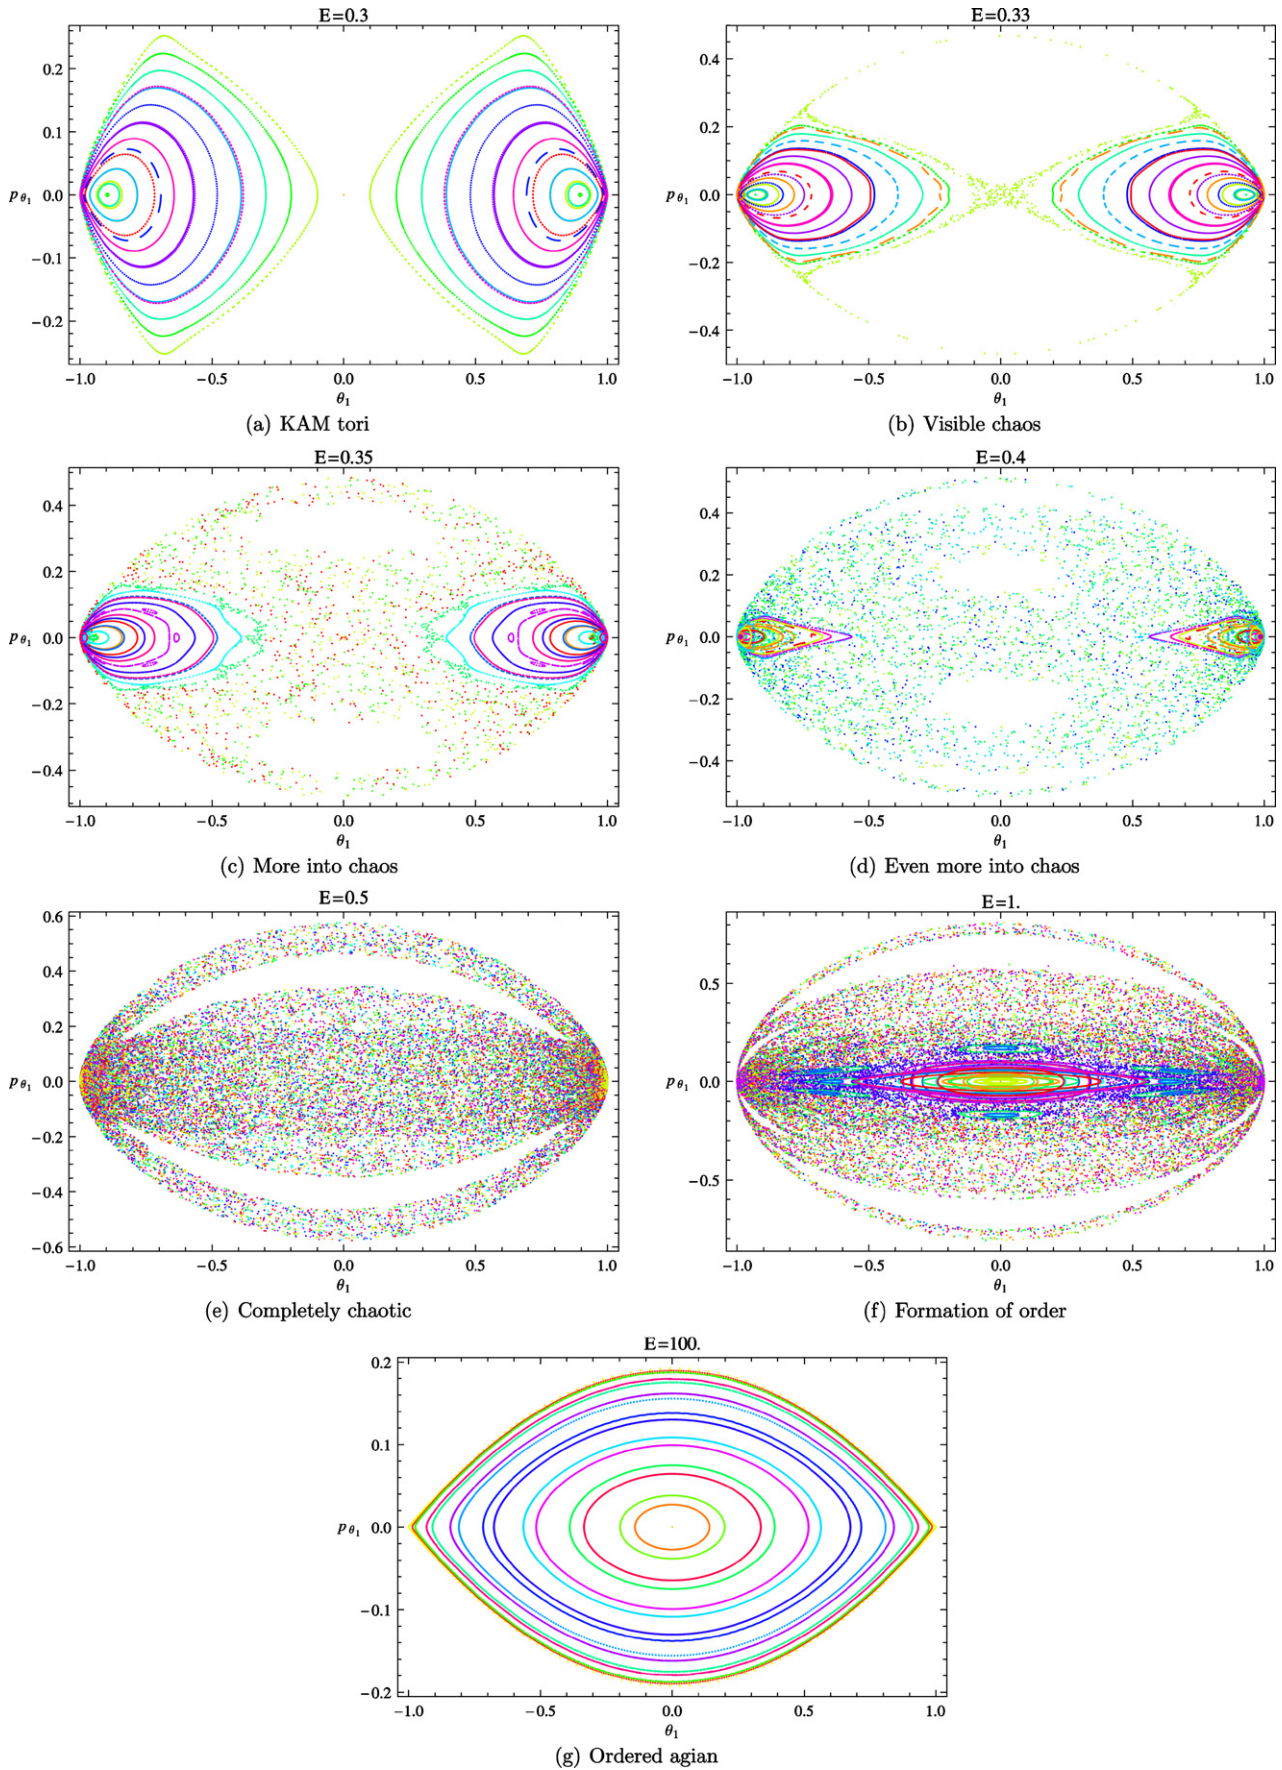 E=0.3
E=0.33
0.2
0.1
0.0
−0.1
−0.2
p θ1
−1.0 −0.5 0.0 0.5 1.0
θ1
0.4
0.2
0.0
−0.2
−0.4
p θ1
−1.0 −0.5 0.0 0.5 1.0
θ1
(a) KAM tori
(b) Visible chaos
E=0.35
E=0.4
0.4
0.2
0.0
−0.2
−0.4
p θ1
−1.0 −0.5 0.0 0.5 1.0
θ1
0.4
0.2
0.0
−0.2
−0.4
p θ1
−1.0 −0.5 0.0 0.5 1.0
θ1
(c) More into chaos
(d) Even more into chaos
E=0.5
E=1.
0.6
0.4
0.2
0.0
−0.2
−0.4
−0.6
p θ1
−1.0 −0.5 0.0 0.5 1.0
θ1
0.5
0.0
−0.5
p θ1
−1.0 −0.5 0.0 0.5 1.0
θ1
(e) Completely chaotic
(f) Formation of order
E=100.
0.2
0.1
0.0
−0.1
−0.2
p θ1
−1.0 −0.5 0.0 0.5 1.0
θ1
(g) Ordered agian